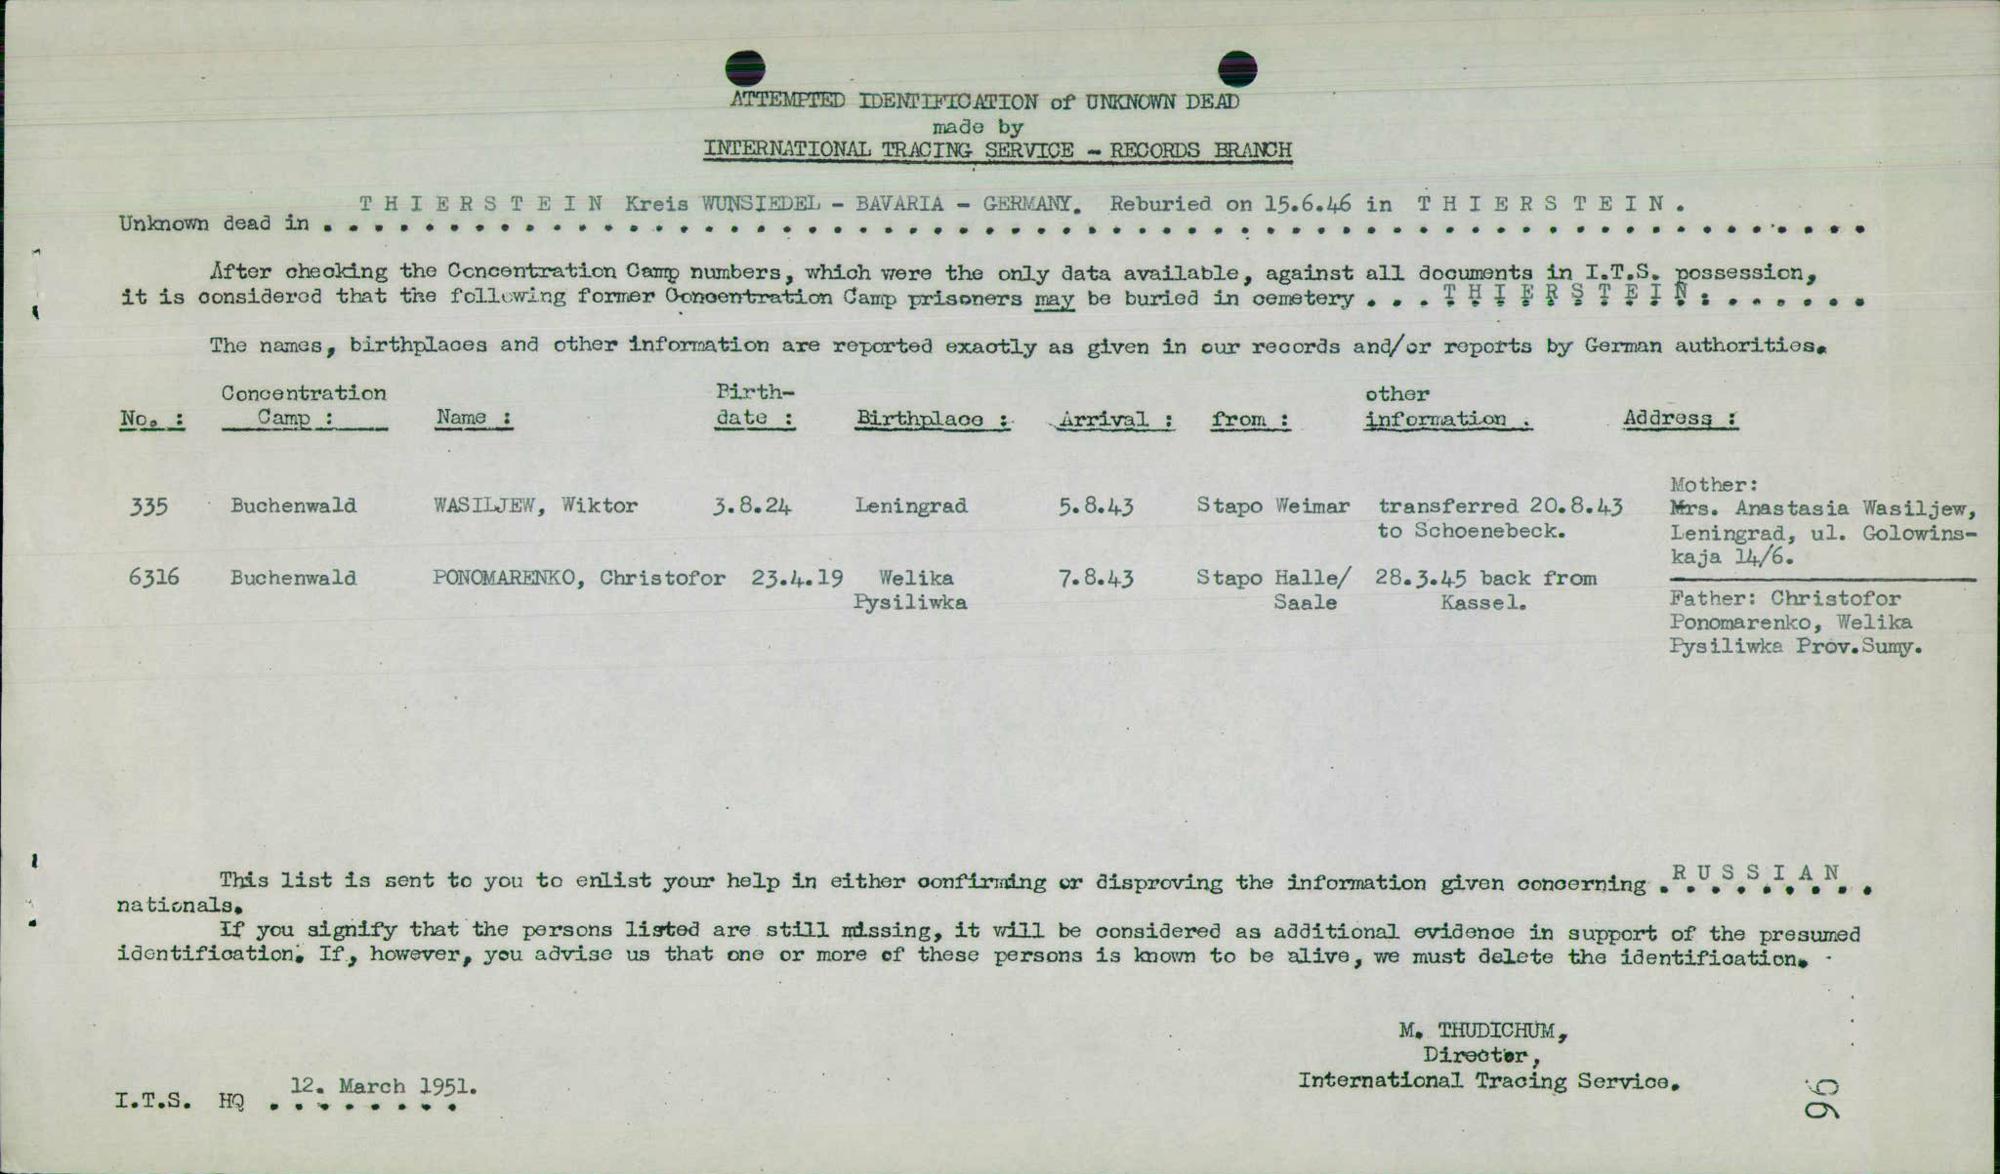 ATTEMPTED IDENTIFICATION of UNKNOWN DEAD
made by
INTERNATIONAL TRACING SERVICE - RECORDS BRANCH
T H I E R S T E I N Kreis WUNSIEDEL - BAVARIA - GERMANY. Reburied on 15.6.46 in T H I E R S T E I N .
Unknown dead in . . . . . . . . . . . . . . . . . . . . . . . . . . . . . . . . . . . . . . . . . . . . . . . . . . . . . . . . . . . .
After checking the Concentration Camp numbers, which were the only data available, against all documents in I.T.S. possession,
it is considered that the following former Concentration Camp prisoners may be buried in cemetery . . . T H I E R S T E I N . . . . . . .
The names, birthplaces and other information are reported exactly as given in our records and/or reports by German authorities.
Concentration Birth- other
No. : Camp : Name : date : Birthplace : Arrival : from : information : Address :
Mother:
335 Buchenwald WASILJEW, Wiktor 3.8.24 Leningrad 5.8.43 Stapo Weimar transferred 20.8.43 Mrs. Anastasia Wasiljew,
to Schoenebeck. Leningrad, ul. Golowins-
kaja 14/6.
6316 Buchenwald PONOMARENKO, Christofor 23.4.19 Welika 7.8.43 Stapo Halle/ 28.3.45 back from
Pysiliwka Saale Kassel. Father: Christofor
Ponomarenko, Welika
Pysiliwka Prov.Sumy.
This list is sent to you to enlist your help in either confirming or disproving the information given concerning . R U S S I A N . .
nationals.
If you signify that the persons listed are still missing, it will be considered as additional evidence in support of the presumed
identification. If, however, you advise us that one or more of these persons is known to be alive, we must delete the identification.
M. THUDICHUM,
Director,
International Tracing Service.
I.T.S. HQ 12. March 1951.
96